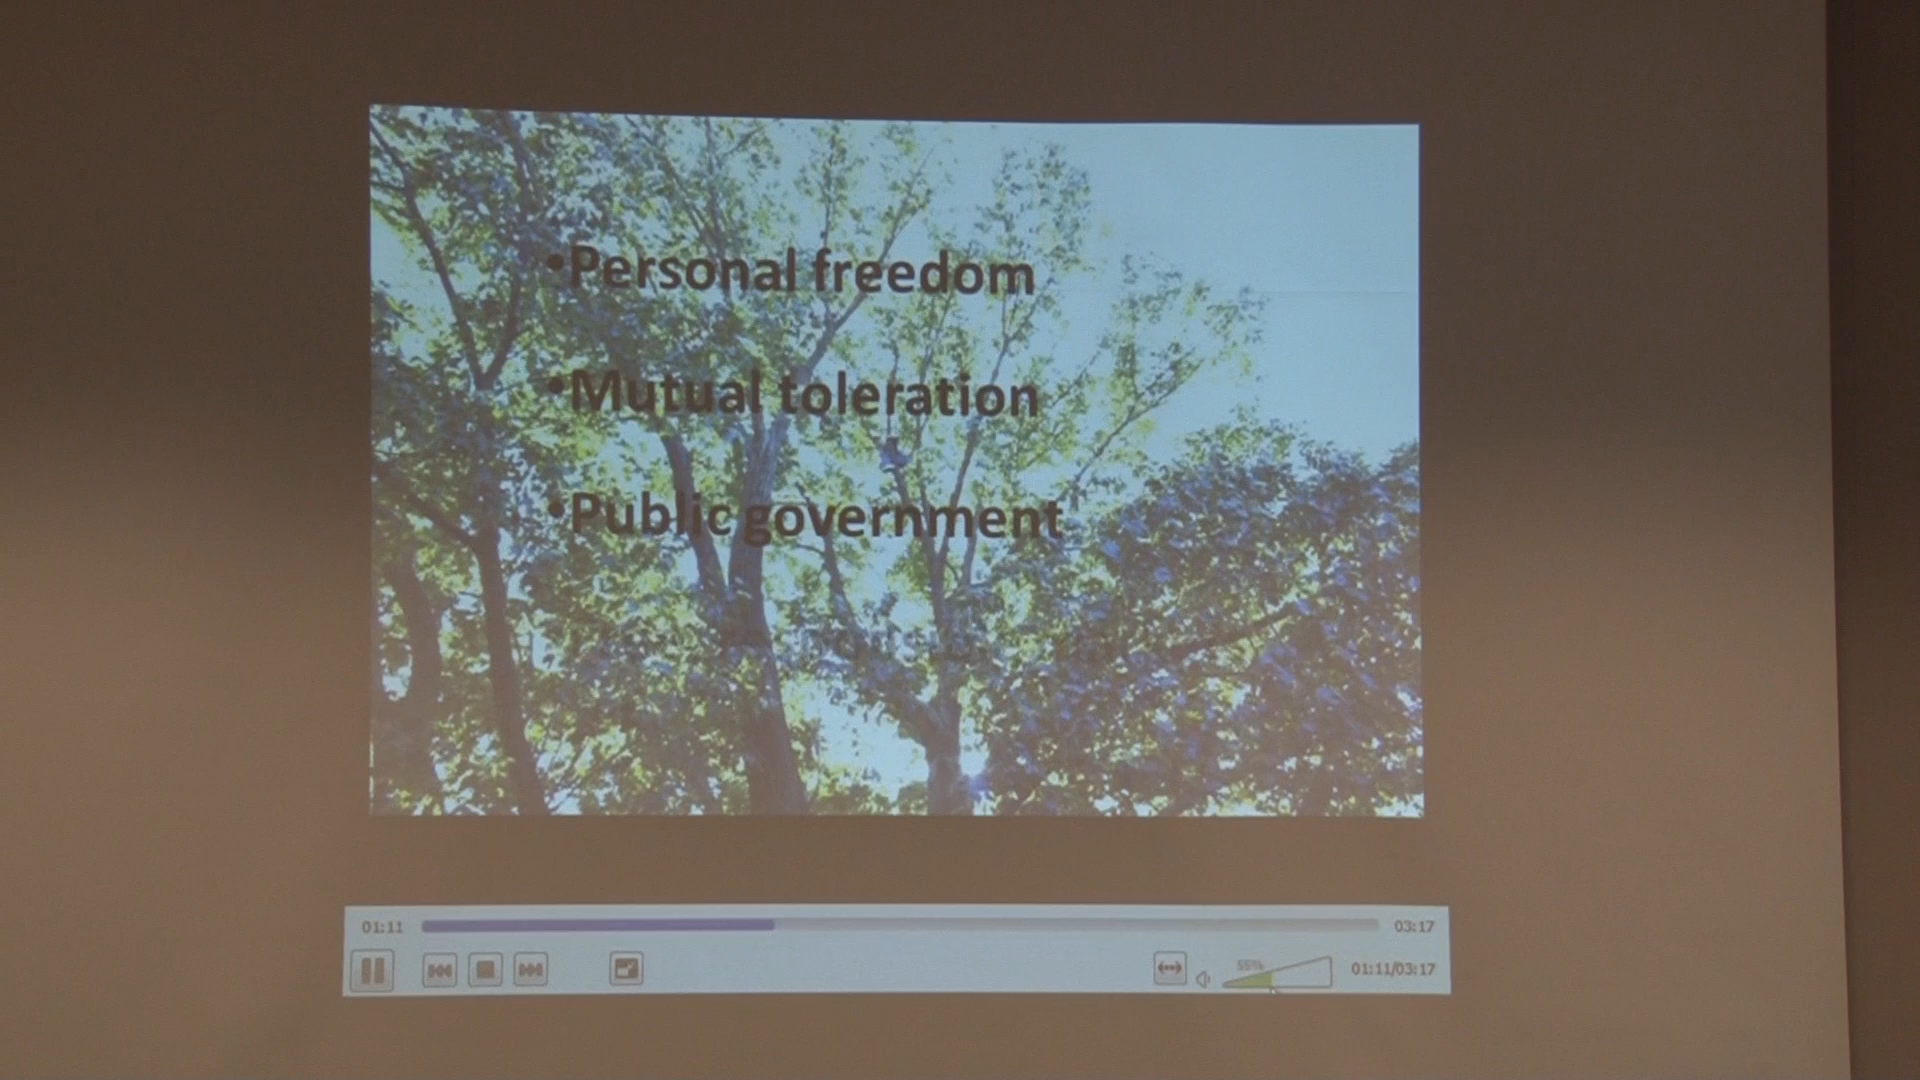 •Personal freedom
•Mutual toleration
•Public government
01:11
03:17
55%
01:11/03:17